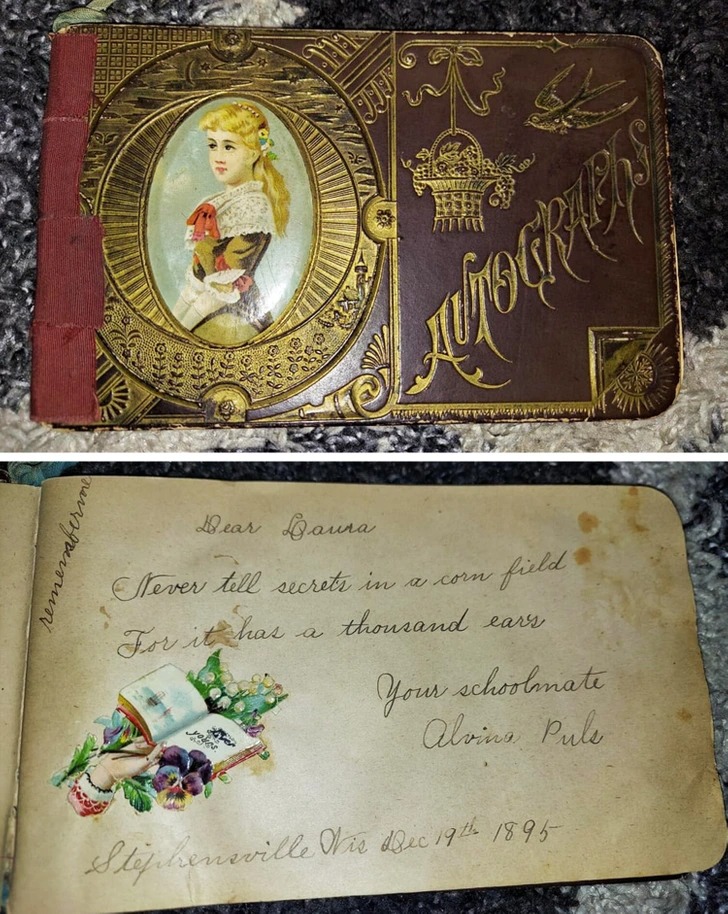 AUTOGRAPHS
remember me
Dear Laura
Never tell secrets in a corn field
For it has a thousand ears
Your schoolmate
Alvina Puls
Stephensville Wis Dec 19th 1895